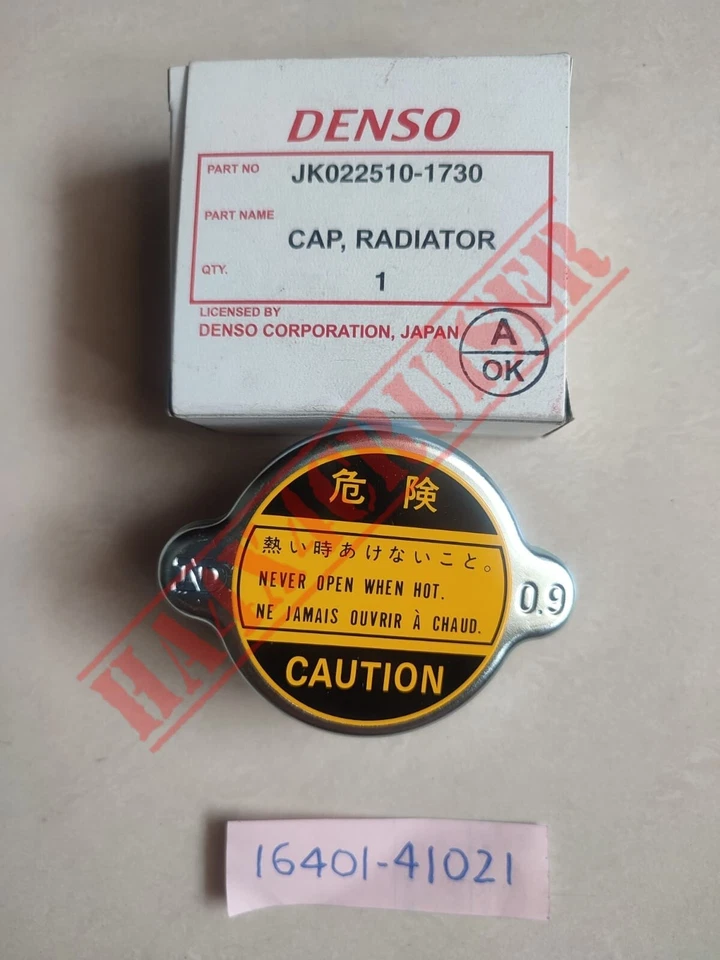 DENSO
PART NO JK022510-1730
PART NAME
CAP, RADIATOR
QTY.
1
LICENSED BY
DENSO CORPORATION, JAPAN
A
OK
危険
熱い時あけないこと。
NEVER OPEN WHEN HOT.
NE JAMAIS OUVRIR À CHAUD.
ND
0.9
CAUTION
16401-41021